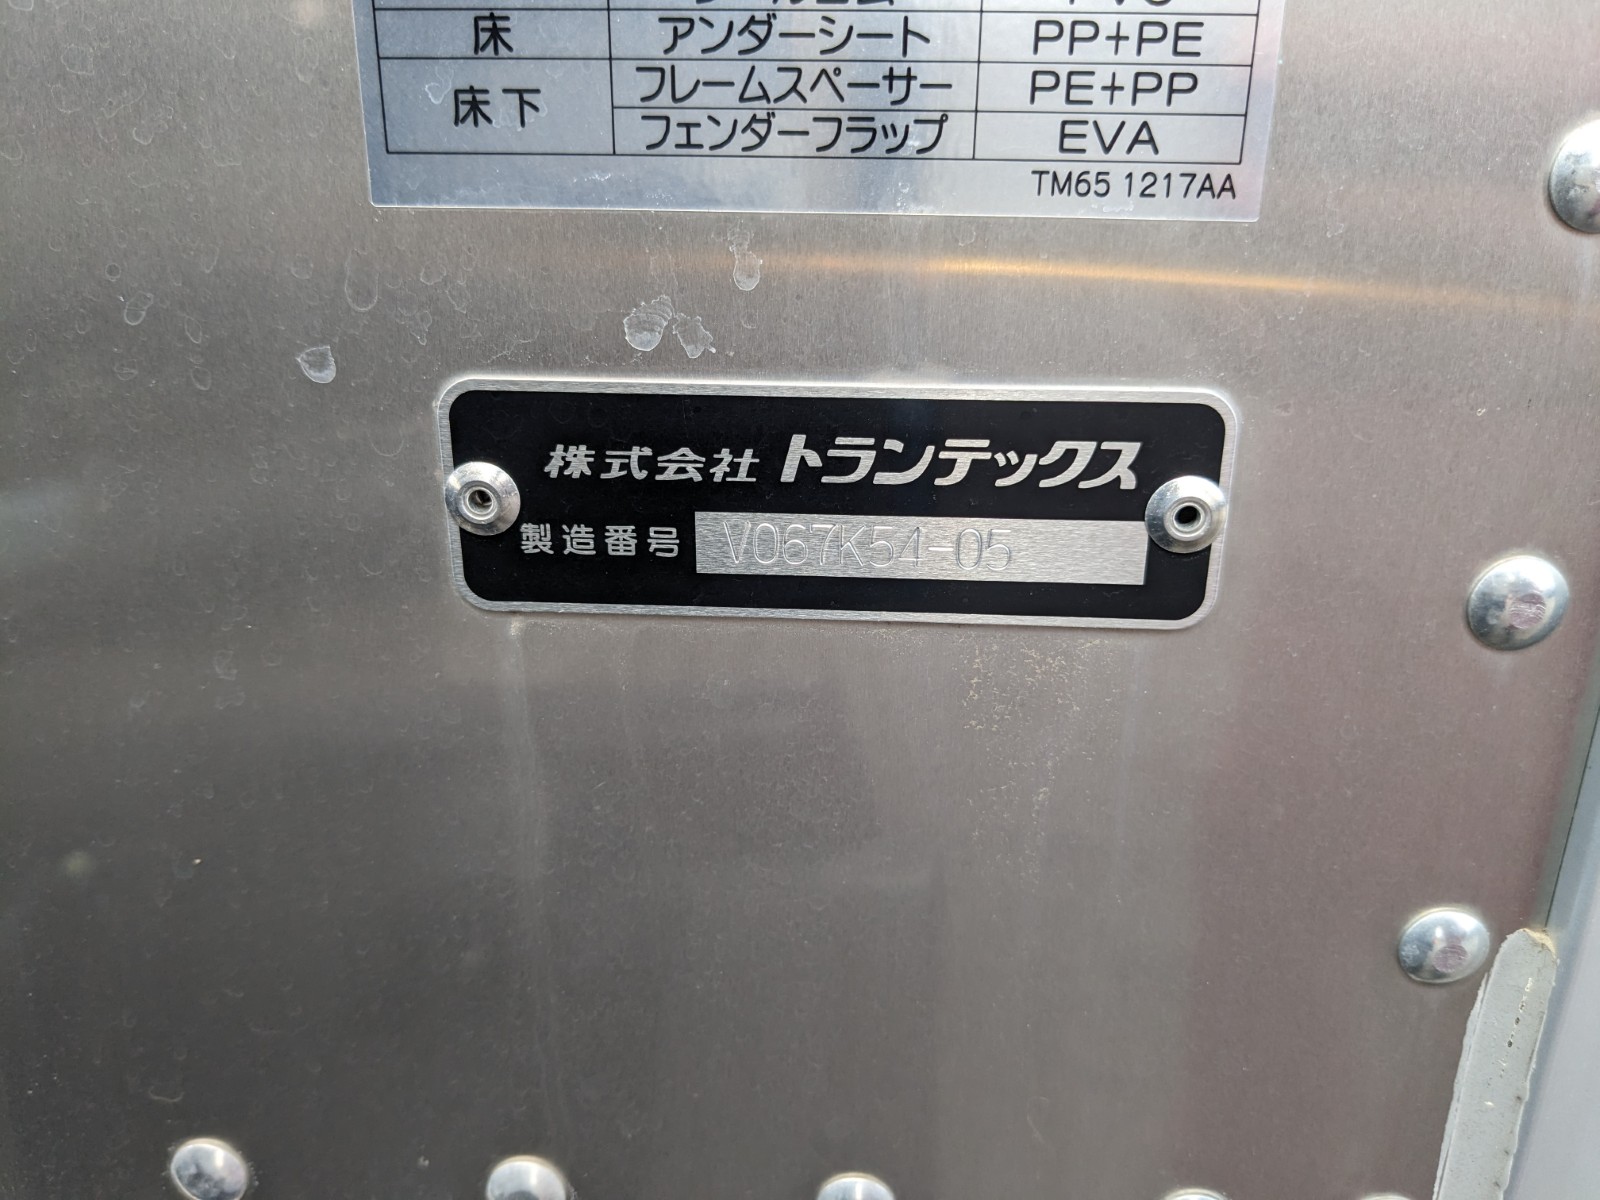 床 アンダーシート PP+PE
床下 フレームスペーサー PE+PP
フェンダーフラップ EVA
TM65 1217AA
株式会社 トランテックス
製造番号 V067K54-05